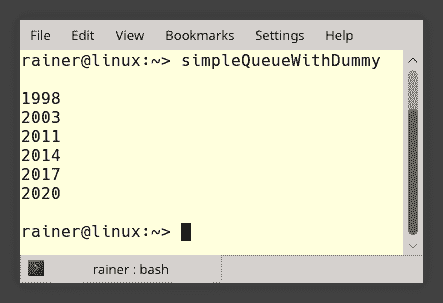 File Edit View Bookmarks Settings Help
rainer@linux:~> simpleQueueWithDummy
1998
2003
2011
2014
2017
2020
rainer@linux:~>
rainer : bash